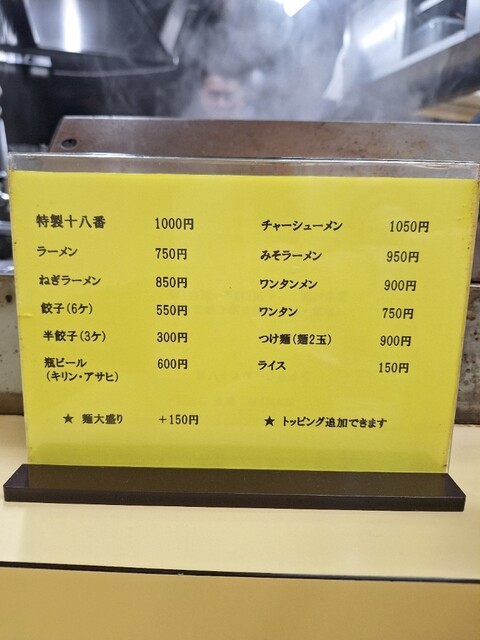 特製十八番 1000円
ラーメン 750円
ねぎラーメン 850円
餃子(6ケ) 550円
半餃子(3ケ) 300円
瓶ビール 600円
(キリン・アサヒ)
★ 麺大盛り +150円
チャーシューメン 1050円
みそラーメン 950円
ワンタンメン 900円
ワンタン 750円
つけ麺(麺2玉) 900円
ライス 150円
★ トッピング追加できます